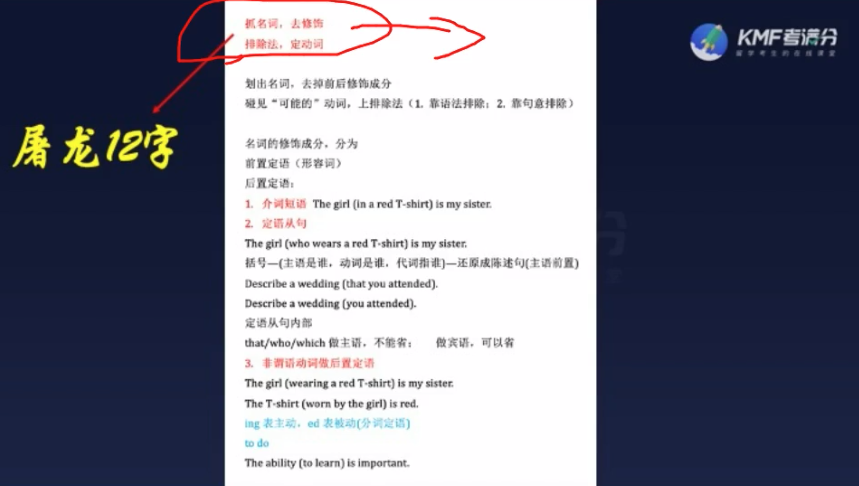 抓名词，去修饰
排除法，定动词
KMF考满分
留学考生的在线课堂
屠龙12字
划出名词，去掉前后修饰成分
碰见“可能的”动词，上排除法（1. 靠语法排除；2. 靠句意排除）
名词的修饰成分，分为
前置定语（形容词）
后置定语：
1. 介词短语 The girl (in a red T-shirt) is my sister.
2. 定语从句
The girl (who wears a red T-shirt) is my sister.
括号—(主语是谁，动词是谁，代词指谁)—还原成陈述句(主语前置)
Describe a wedding (that you attended).
Describe a wedding (you attended).
定语从句内部
that/who/which 做主语，不能省； 做宾语，可以省
3. 非谓语动词做后置定语
The girl (wearing a red T-shirt) is my sister.
The T-shirt (worn by the girl) is red.
ing 表主动，ed 表被动(分词定语)
to do
The ability (to learn) is important.